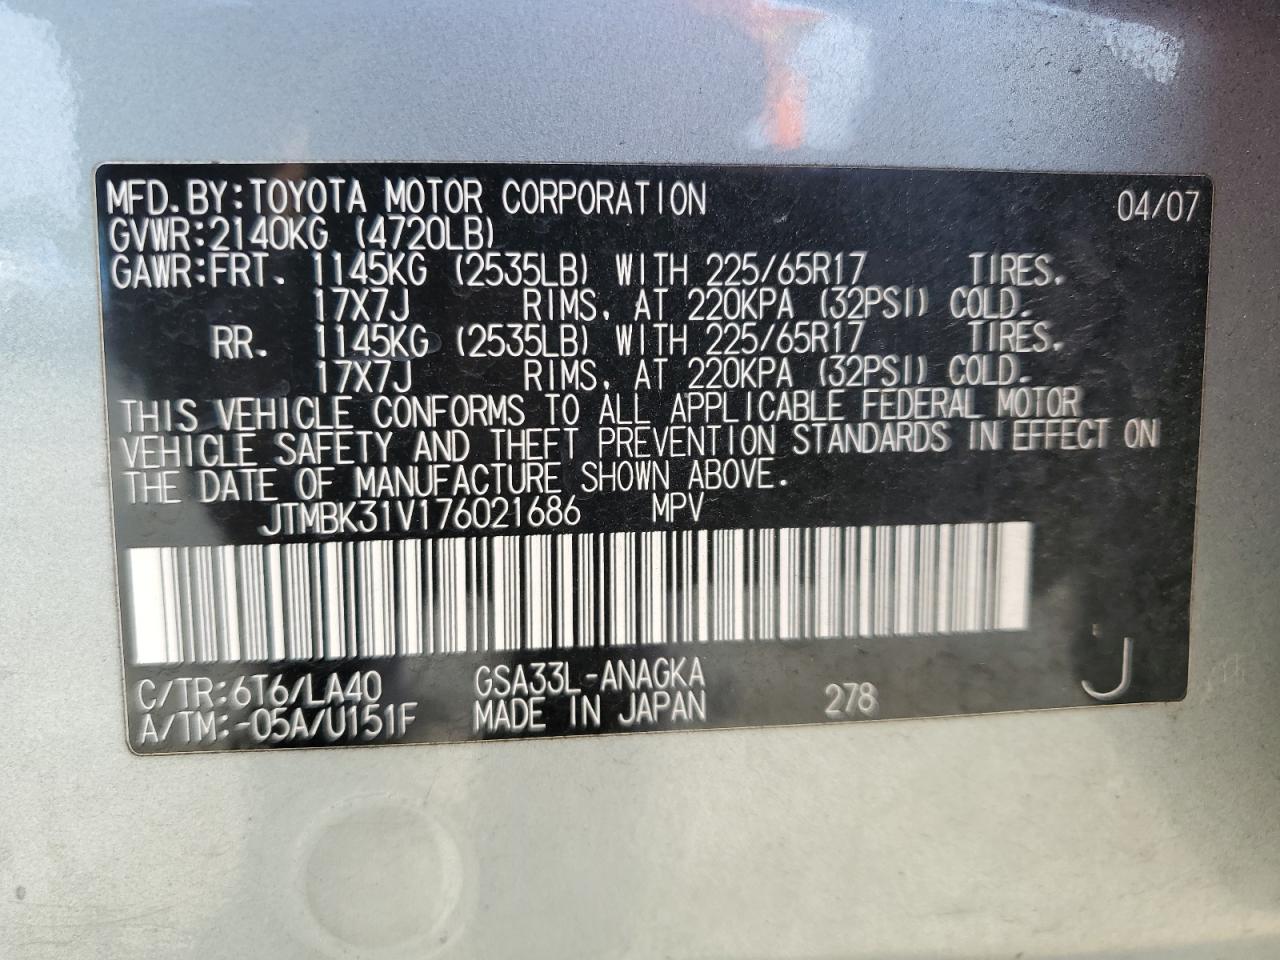 MFD.BY:TOYOTA MOTOR CORPORATION 04/07
GVWR:2140KG (4720LB)
GAWR:FRT. 1145KG (2535LB) WITH 225/65R17 TIRES.
17X7J RIMS, AT 220KPA (32PSI) COLD.
RR. 1145KG (2535LB) WITH 225/65R17 TIRES.
17X7J RIMS, AT 220KPA (32PSI) COLD.
THIS VEHICLE CONFORMS TO ALL APPLICABLE FEDERAL MOTOR
VEHICLE SAFETY AND THEFT PREVENTION STANDARDS IN EFFECT ON
THE DATE OF MANUFACTURE SHOWN ABOVE.
JTMBK31V176021686 MPV
C/TR:6T6/LA40 GSA33L-ANAGKA
A/TM:-05A/U151F MADE IN JAPAN 278 J